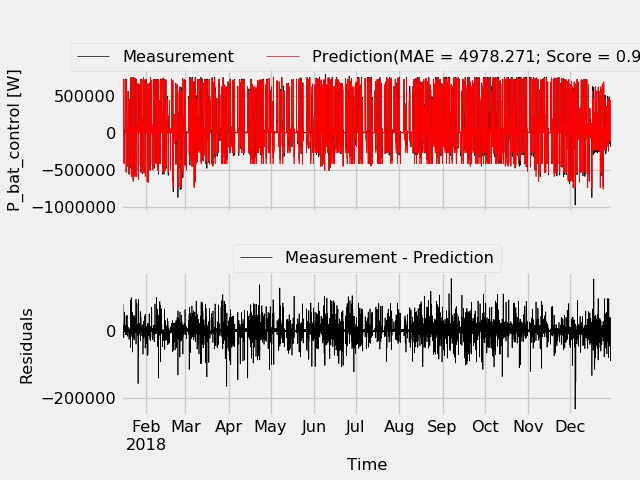 Measurement Prediction(MAE = 4978.271; Score = 0.9
P_bat_control [W]
500000
0
−500000
−1000000
Measurement - Prediction
Residuals
0
−200000
Feb Mar Apr May Jun Jul Aug Sep Oct Nov Dec
2018
Time